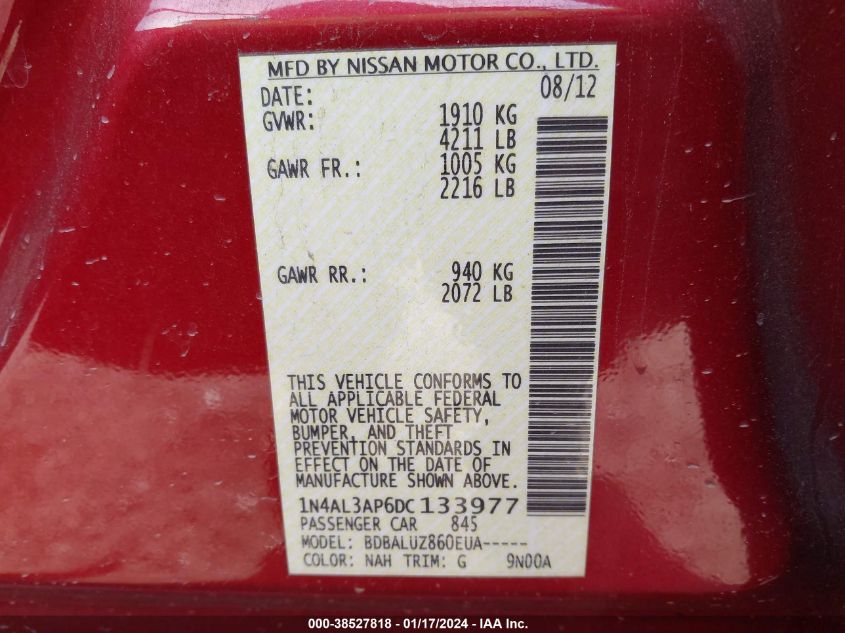 MFD BY NISSAN MOTOR CO., LTD.
DATE: 08/12
GVWR: 1910 KG
4211 LB
GAWR FR.: 1005 KG
2216 LB
GAWR RR.: 940 KG
2072 LB
THIS VEHICLE CONFORMS TO
ALL APPLICABLE FEDERAL
MOTOR VEHICLE SAFETY,
BUMPER, AND THEFT
PREVENTION STANDARDS IN
EFFECT ON THE DATE OF
MANUFACTURE SHOWN ABOVE.
1N4AL3AP6DC133977
PASSENGER CAR 845
MODEL: BDBALUZ860EUA-----
COLOR: NAH TRIM: G 9N00A
000-38527818 - 01/17/2024 - IAA Inc.